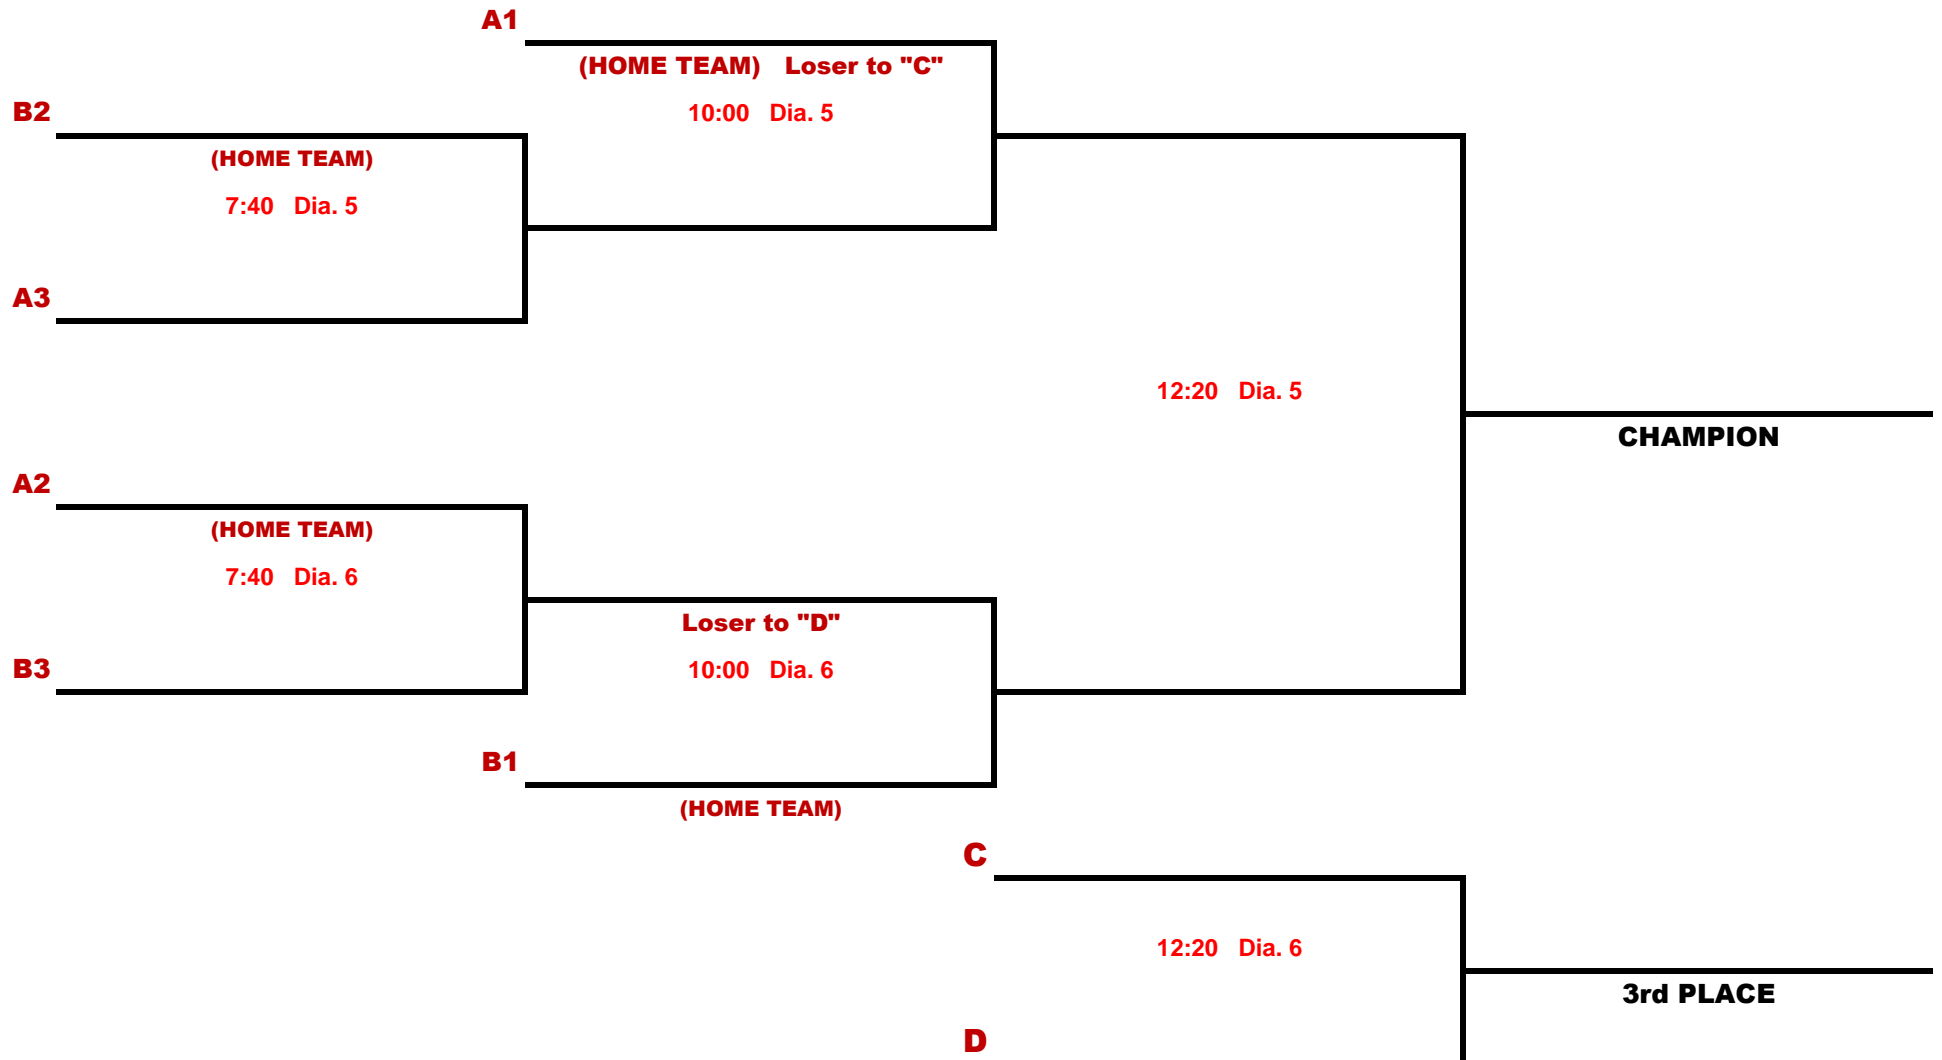 A1
(HOME TEAM) Loser to "C"
10:00 Dia. 5
B2
(HOME TEAM)
7:40 Dia. 5
A3
12:20 Dia. 5
CHAMPION
A2
(HOME TEAM)
7:40 Dia. 6
Loser to "D"
10:00 Dia. 6
B3
B1
(HOME TEAM)
C
12:20 Dia. 6
3rd PLACE
D